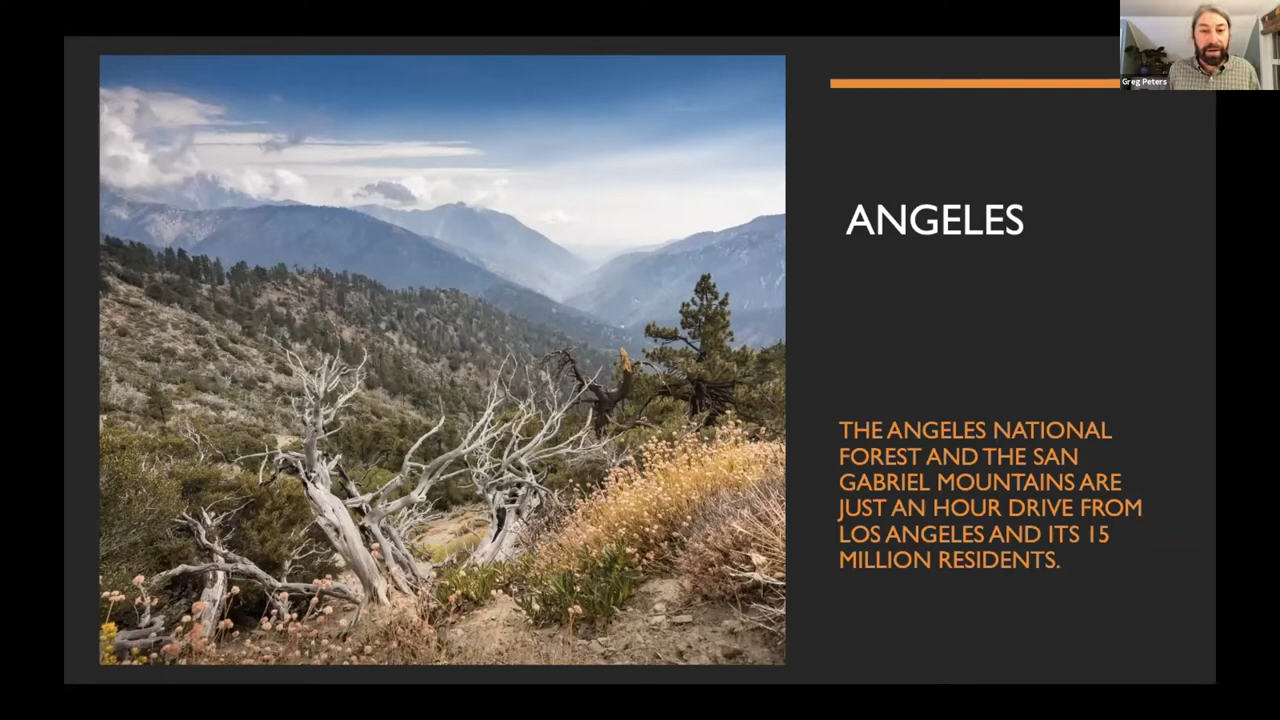 Greg Peters
ANGELES
THE ANGELES NATIONAL
FOREST AND THE SAN
GABRIEL MOUNTAINS ARE
JUST AN HOUR DRIVE FROM
LOS ANGELES AND ITS 15
MILLION RESIDENTS.